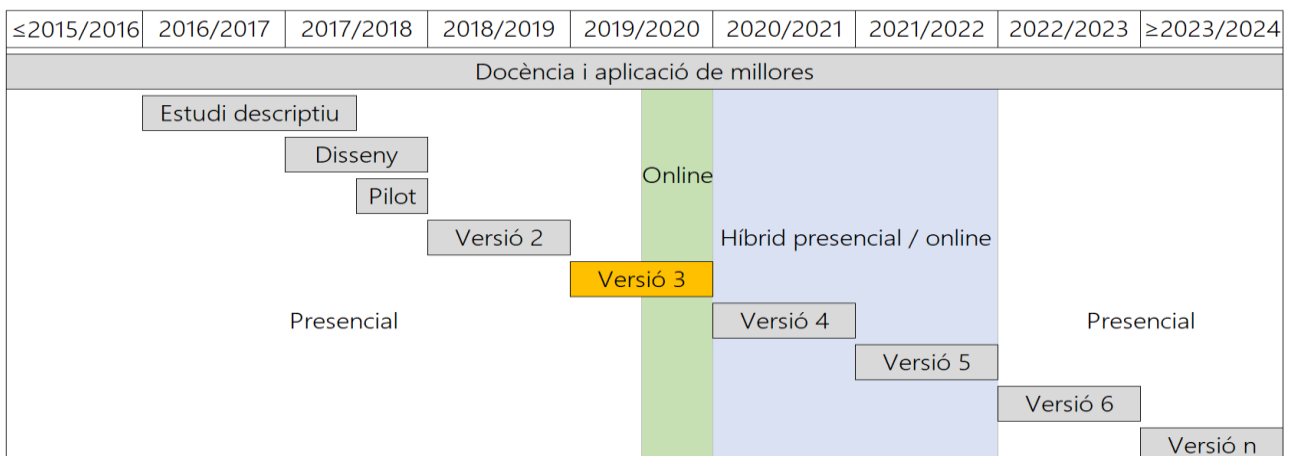 ≤2015/2016 2016/2017 2017/2018 2018/2019 2019/2020 2020/2021 2021/2022 2022/2023 ≥2023/2024
Docència i aplicació de millores
Estudi descriptiu
Disseny
Online
Pilot
Versió 2
Híbrid presencial / online
Versió 3
Presencial
Versió 4
Presencial
Versió 5
Versió 6
Versió n